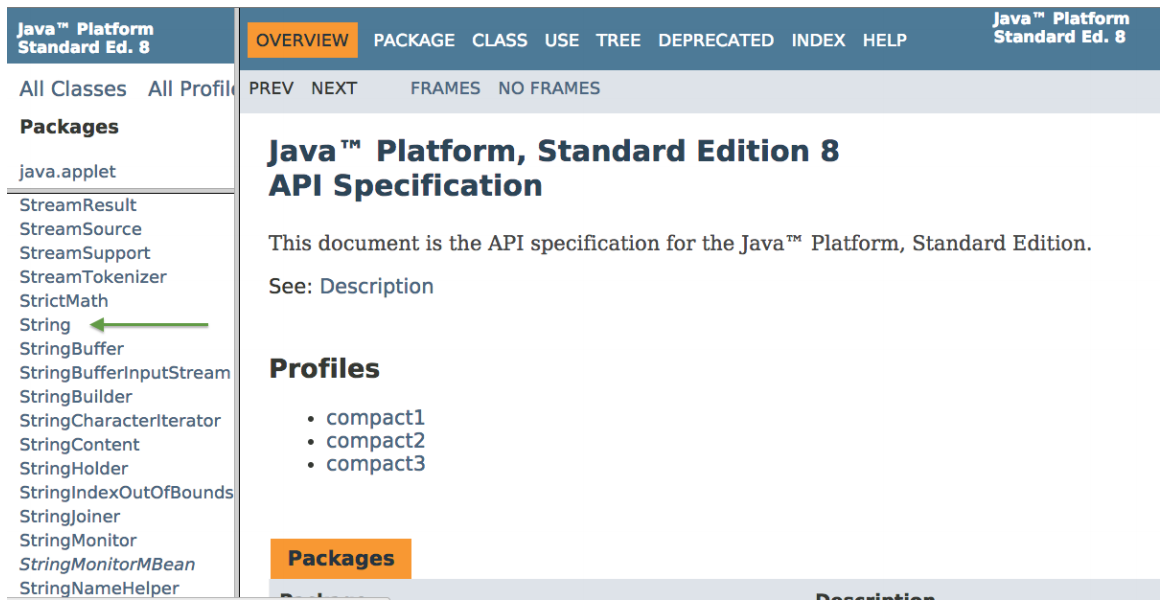 Java™ Platform
Standard Ed. 8
All Classes All Profil
Packages
java.applet
StreamResult
StreamSource
StreamSupport
StreamTokenizer
StrictMath
String
StringBuffer
StringBufferInputStream
StringBuilder
StringCharacterIterator
StringContent
StringHolder
StringIndexOutOfBounds
StringJoiner
StringMonitor
StringMonitorMBean
StringNameHelper
OVERVIEW PACKAGE CLASS USE TREE DEPRECATED INDEX HELP
Java™ Platform
Standard Ed. 8
PREV NEXT FRAMES NO FRAMES
Java™ Platform, Standard Edition 8
API Specification
This document is the API specification for the Java™ Platform, Standard Edition.
See: Description
Profiles
• compact1
• compact2
• compact3
Packages
Package Description